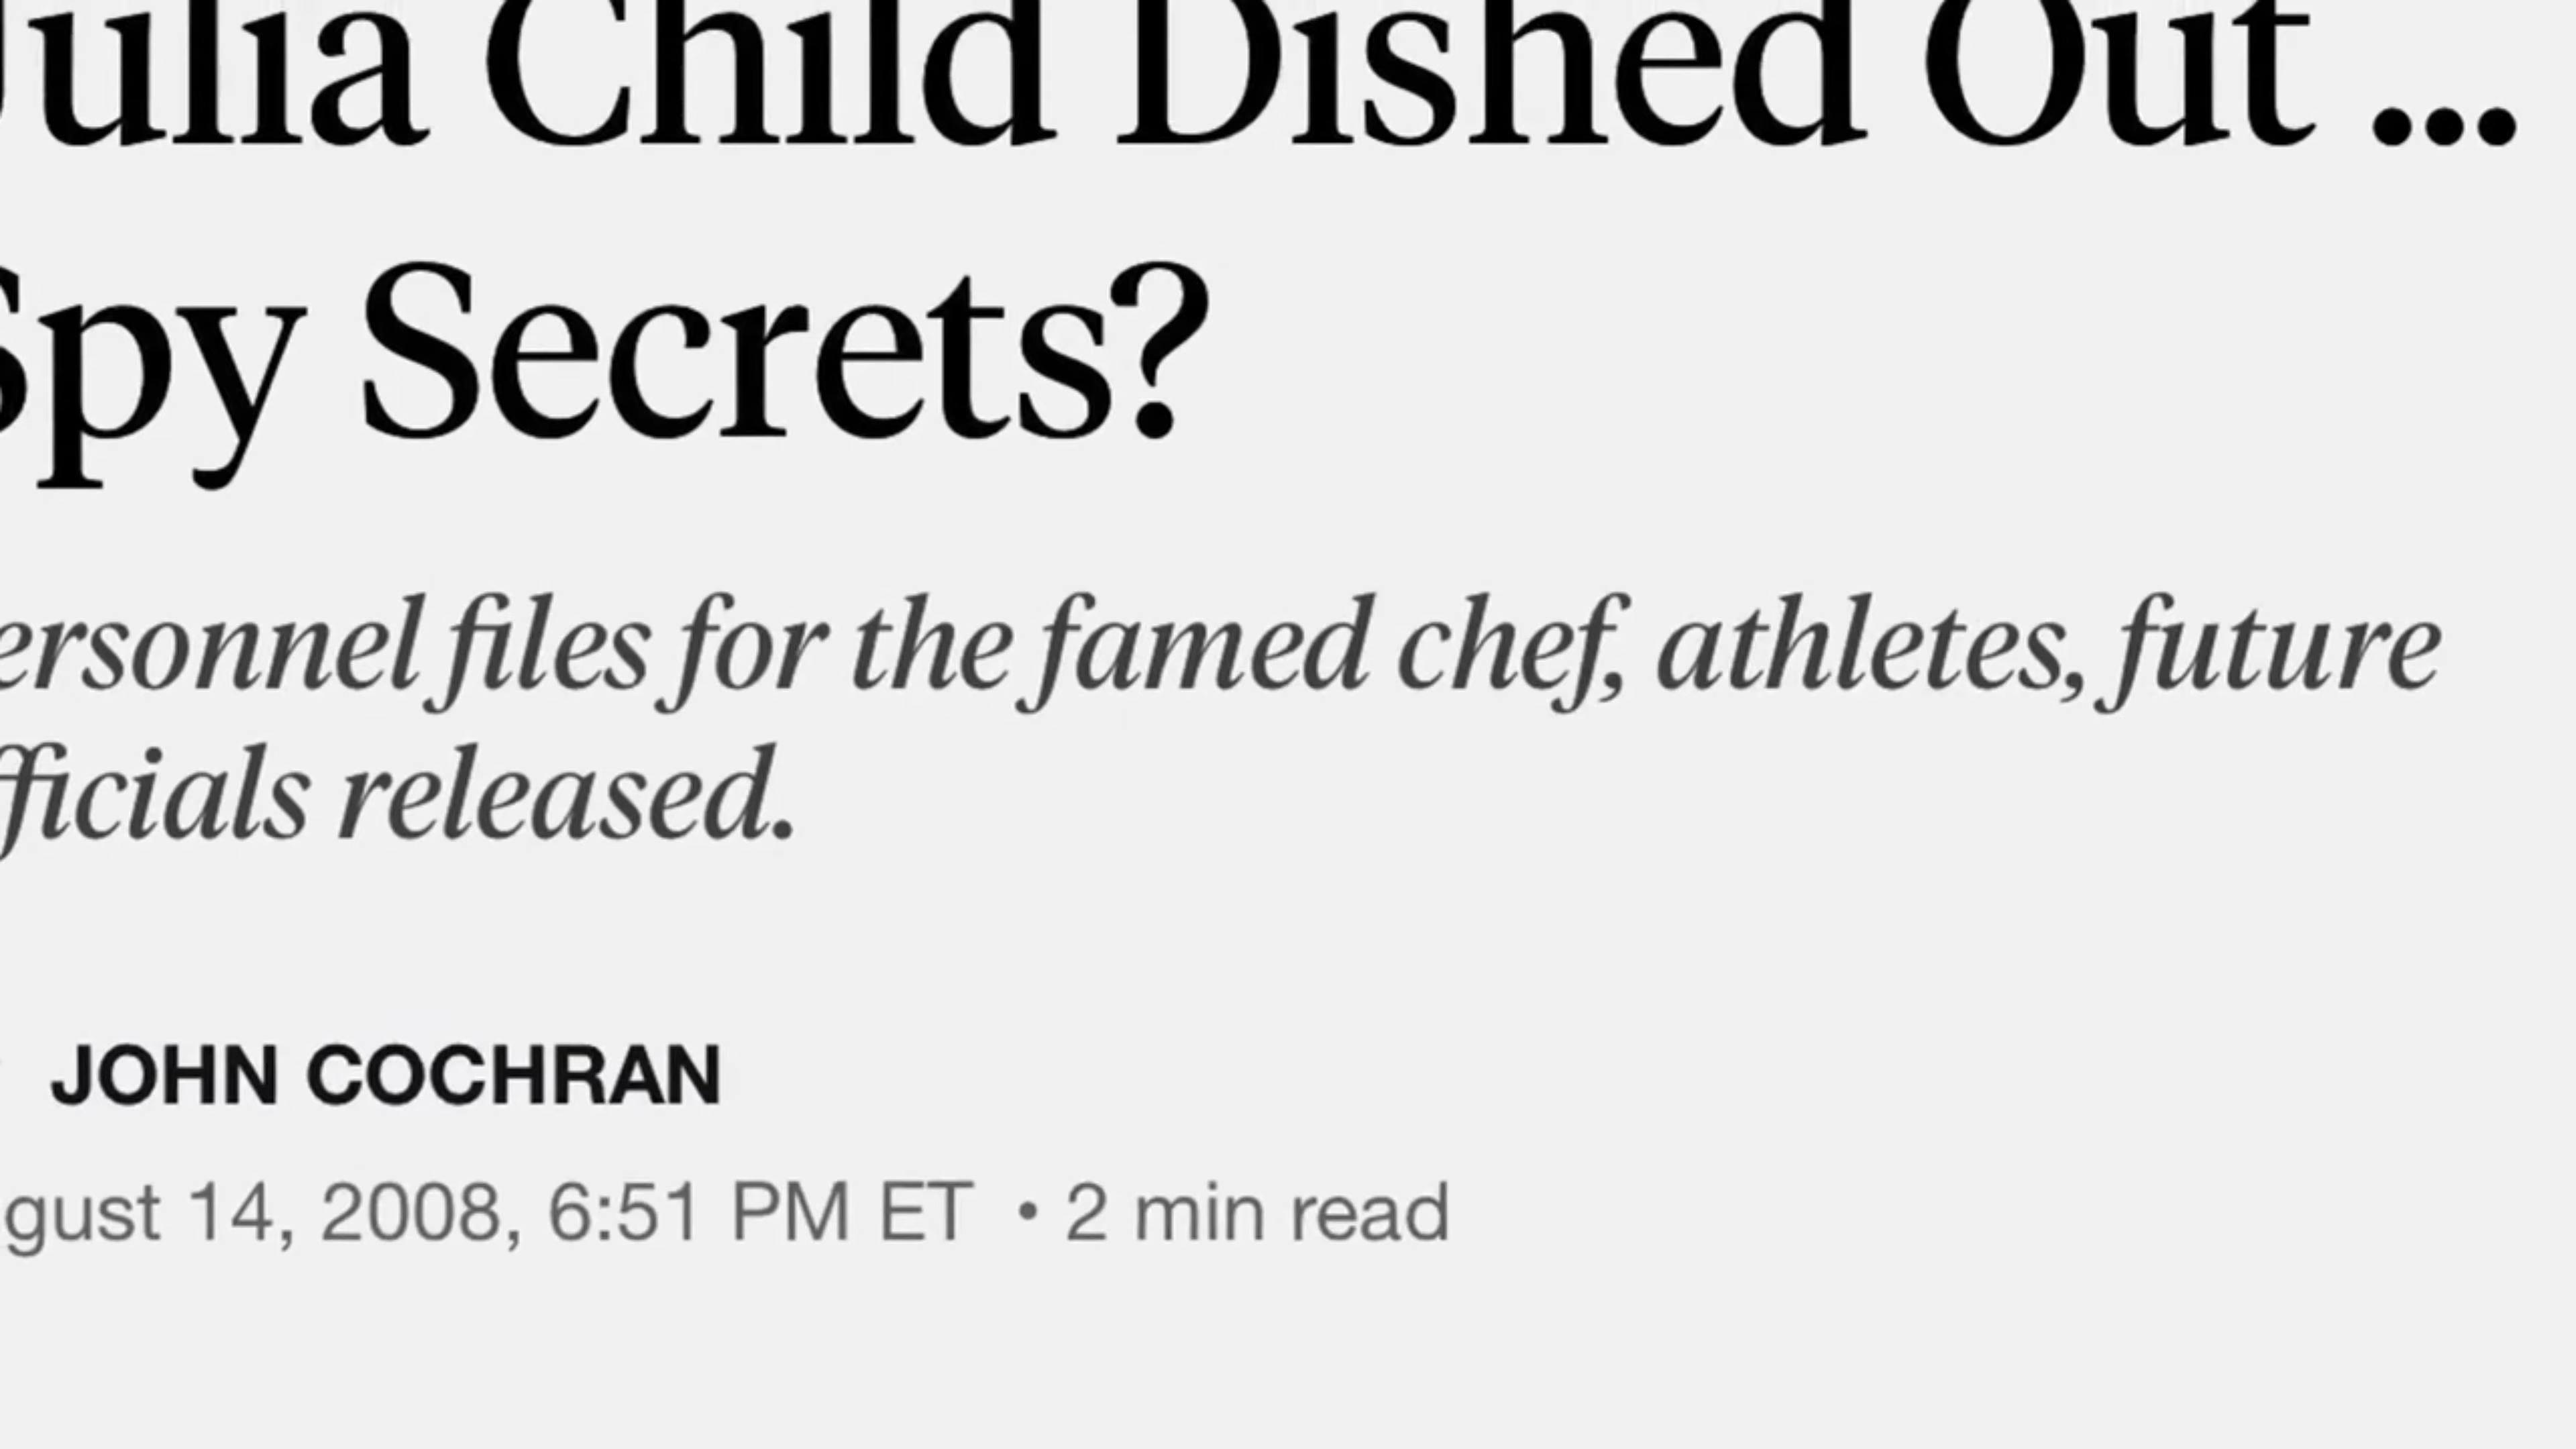 Julia Child Dished Out ...
Spy Secrets?
ersonnel files for the famed chef, athletes, future
fficials released.
JOHN COCHRAN
gust 14, 2008, 6:51 PM ET • 2 min read